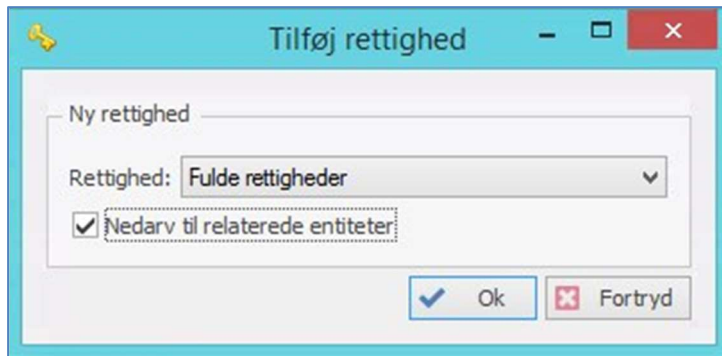 Tilføj rettighed
Ny rettighed
Rettighed: Fulde rettigheder
Nedarv til relaterede entiteter
Ok Fortryd